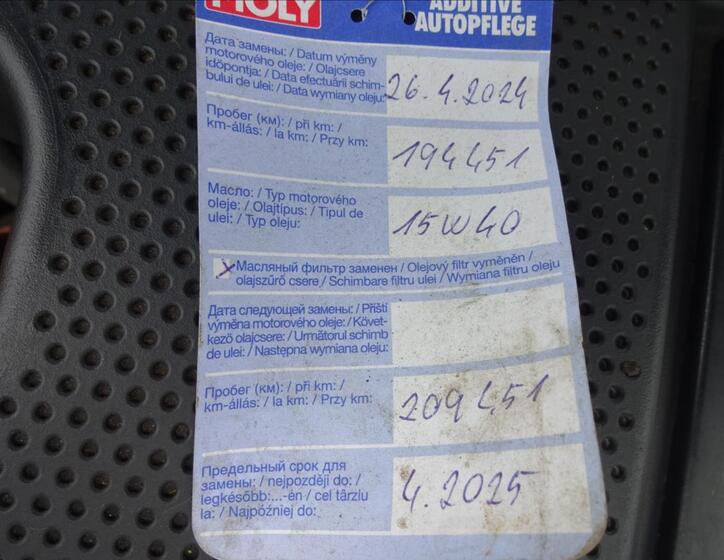 MOLY
ADDITIVE
AUTOPFLEGE
Дата замены: / Datum výměny
motorového oleje: / Olajcsere
időpontja: / Data efectuării schim-
bului de ulei: / Data wymiany oleju:
26.4.2024
Пробег (км): / při km: /
km-állás: / la km: / Przy km:
194451
Масло: / Typ motorového
oleje: / Olajtípus: / Tipul de
ulei: / Typ oleju:
15W40
x Масляный фильтр заменен / Olejový filtr vyměněn /
olajszűrő csere / Schimbare filtru ulei / Wymiana filtru oleju
Дата следующей замены: / Příští
výměna motorového oleje: / Követ-
kező olajcsere: / Următorul schimb
de ulei: / Następna wymiana oleju:
Пробег (км): / při km: /
km-állás: / la km: / Przy km:
209451
Предельный срок для
замены: / nejpozději do: /
legkésőbb:...-én / cel târziu
la: / Najpóźniej do:
4.2025